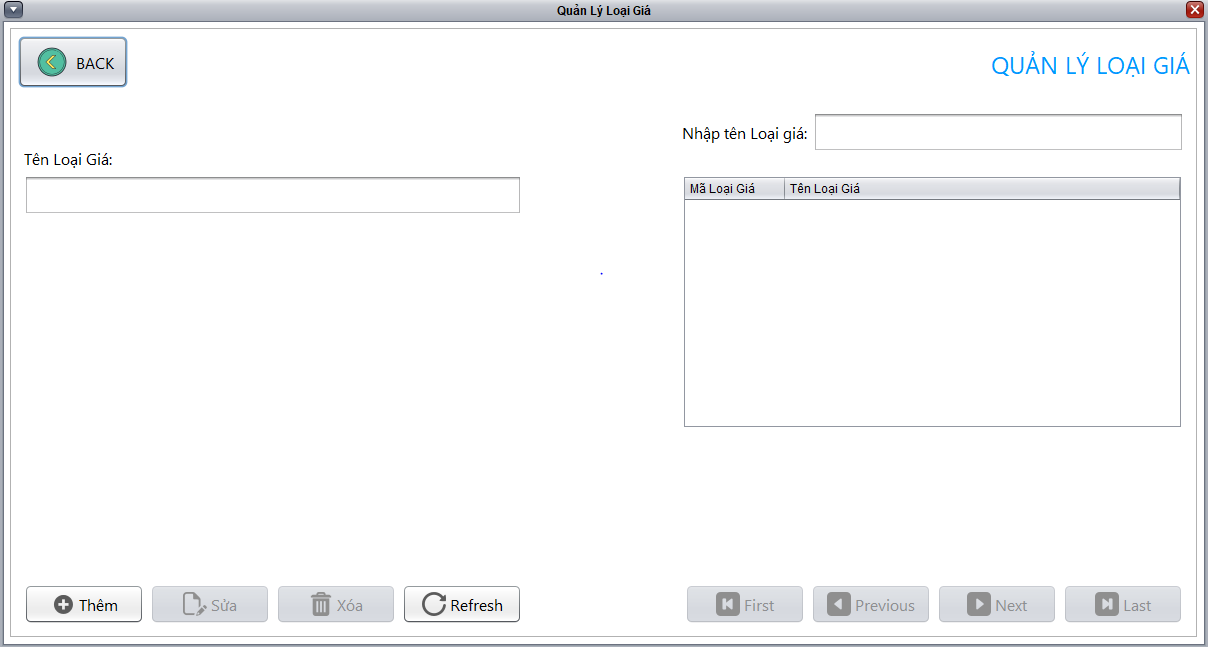 Quản Lý Loại Giá
BACK
QUẢN LÝ LOẠI GIÁ
Nhập tên Loại giá:
Tên Loại Giá:
Mã Loại Giá Tên Loại Giá
.
Thêm Sửa Xóa Refresh First Previous Next Last